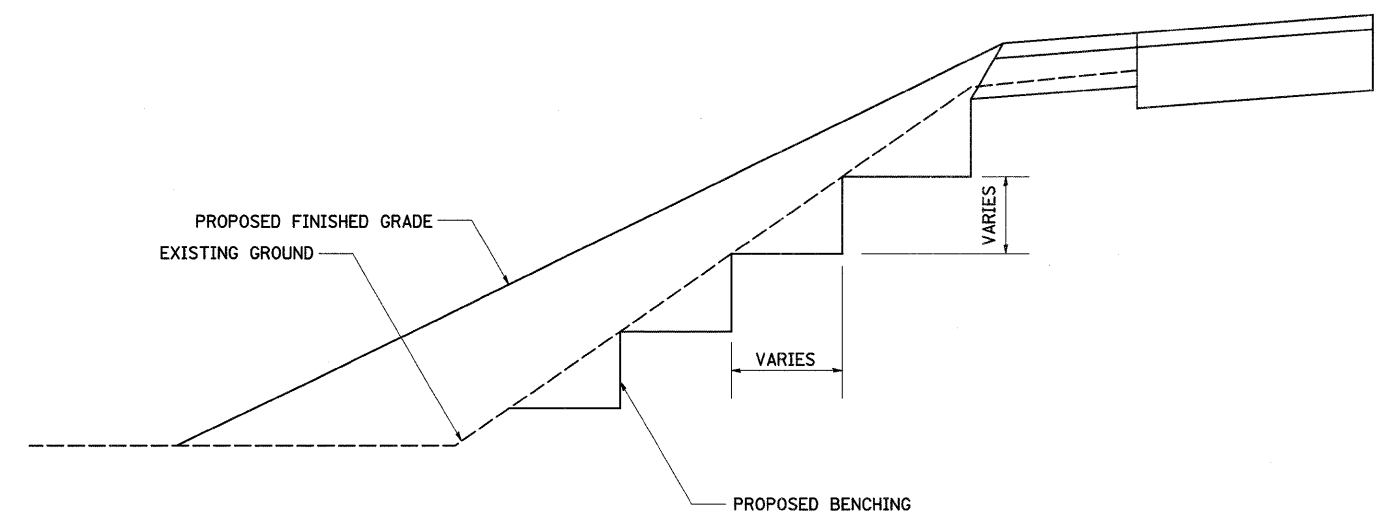 PROPOSED FINISHED GRADE
EXISTING GROUND
VARIES
VARIES
PROPOSED BENCHING